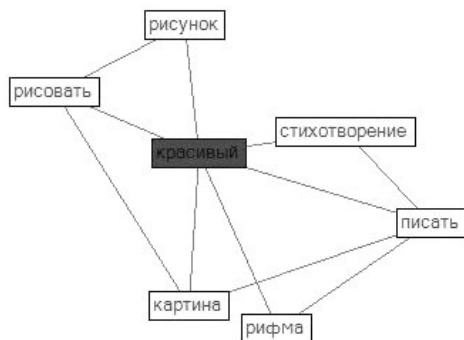 рисунок
рисовать
стихотворение
красивый
писать
картина
рифма